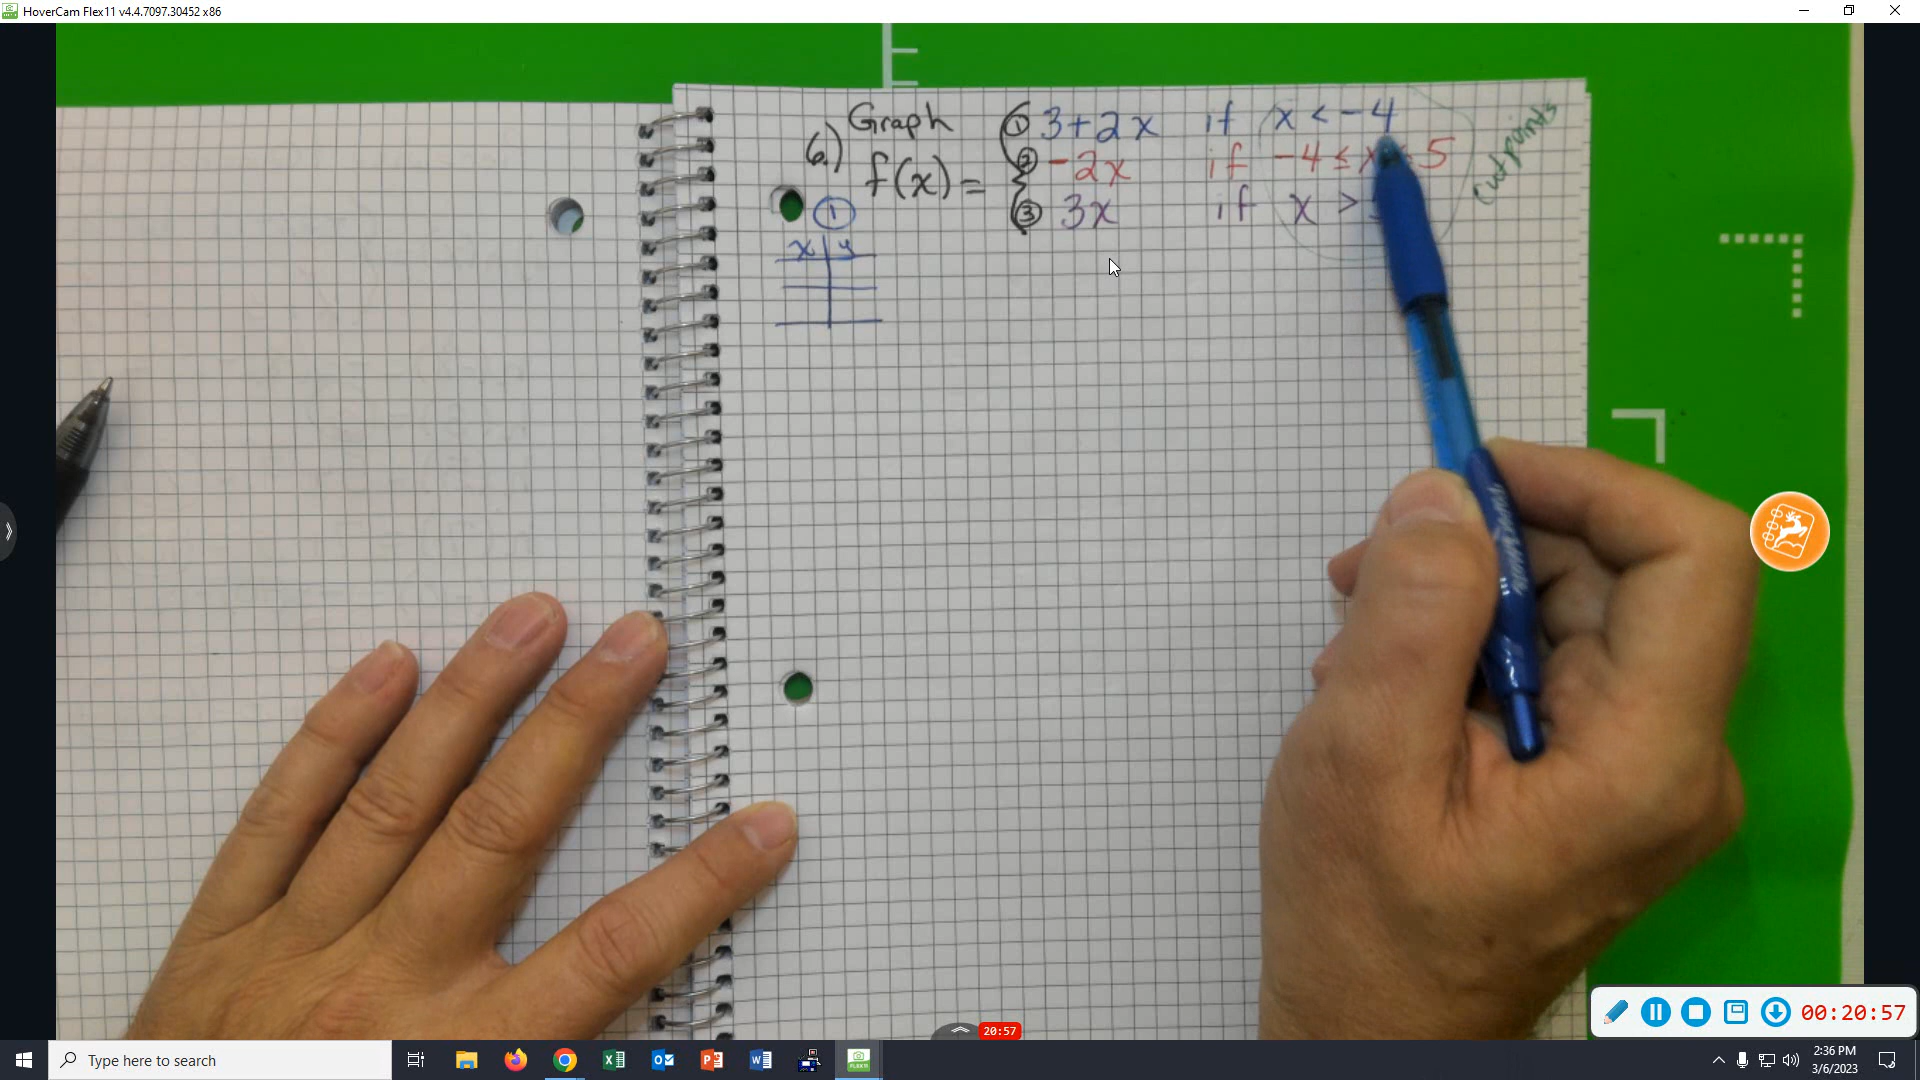 HoverCam Flex11 v4.4.7097.30452 x86
6.) Graph
f(x) =
① 3+2x if x < -4
② -2x if -4 ≤ x 5
③ 3x if x >
cutpoints
①
x y
20:57
00:20:57
Type here to search
2:36 PM
3/6/2023